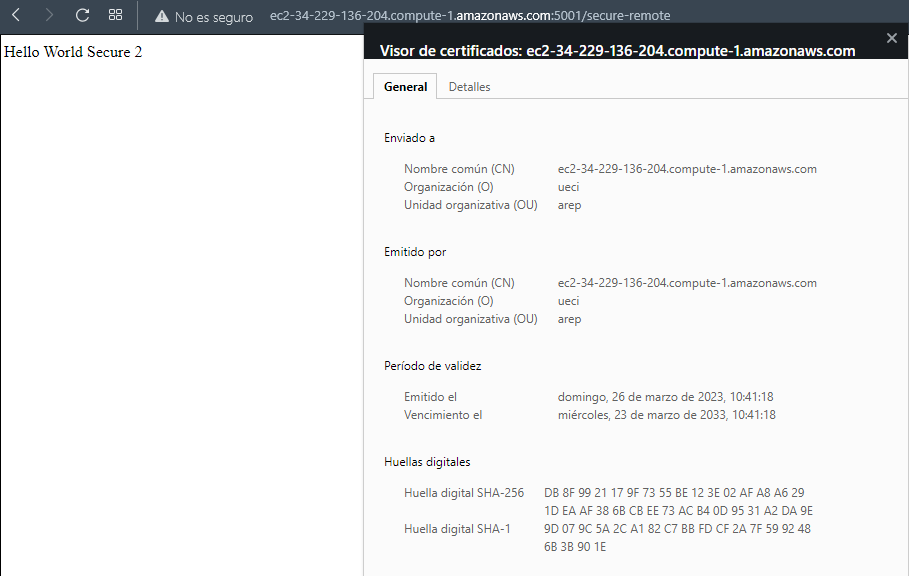 No es seguro ec2-34-229-136-204.compute-1.amazonaws.com:5001/secure-remote
Hello World Secure 2
Visor de certificados: ec2-34-229-136-204.compute-1.amazonaws.com
General Detalles
Enviado a
Nombre común (CN) ec2-34-229-136-204.compute-1.amazonaws.com
Organización (O) ueci
Unidad organizativa (OU) arep
Emitido por
Nombre común (CN) ec2-34-229-136-204.compute-1.amazonaws.com
Organización (O) ueci
Unidad organizativa (OU) arep
Período de validez
Emitido el domingo, 26 de marzo de 2023, 10:41:18
Vencimiento el miércoles, 23 de marzo de 2033, 10:41:18
Huellas digitales
Huella digital SHA-256 DB 8F 99 21 17 9F 73 55 BE 12 3E 02 AF A8 A6 29
1D EA AF 38 6B CB EE 73 AC B4 0D 95 31 A2 DA 9E
Huella digital SHA-1 9D 07 9C 5A 2C A1 82 C7 BB FD CF 2A 7F 59 92 48
6B 3B 90 1E